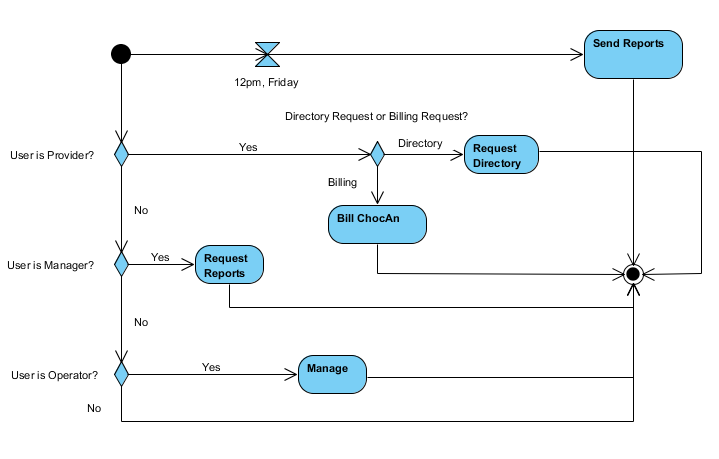 Send Reports
12pm, Friday
Directory Request or Billing Request?
User is Provider?
Yes
Directory
Request
Directory
Billing
No
Bill ChocAn
User is Manager?
Yes
Request
Reports
No
User is Operator?
Yes
Manage
No